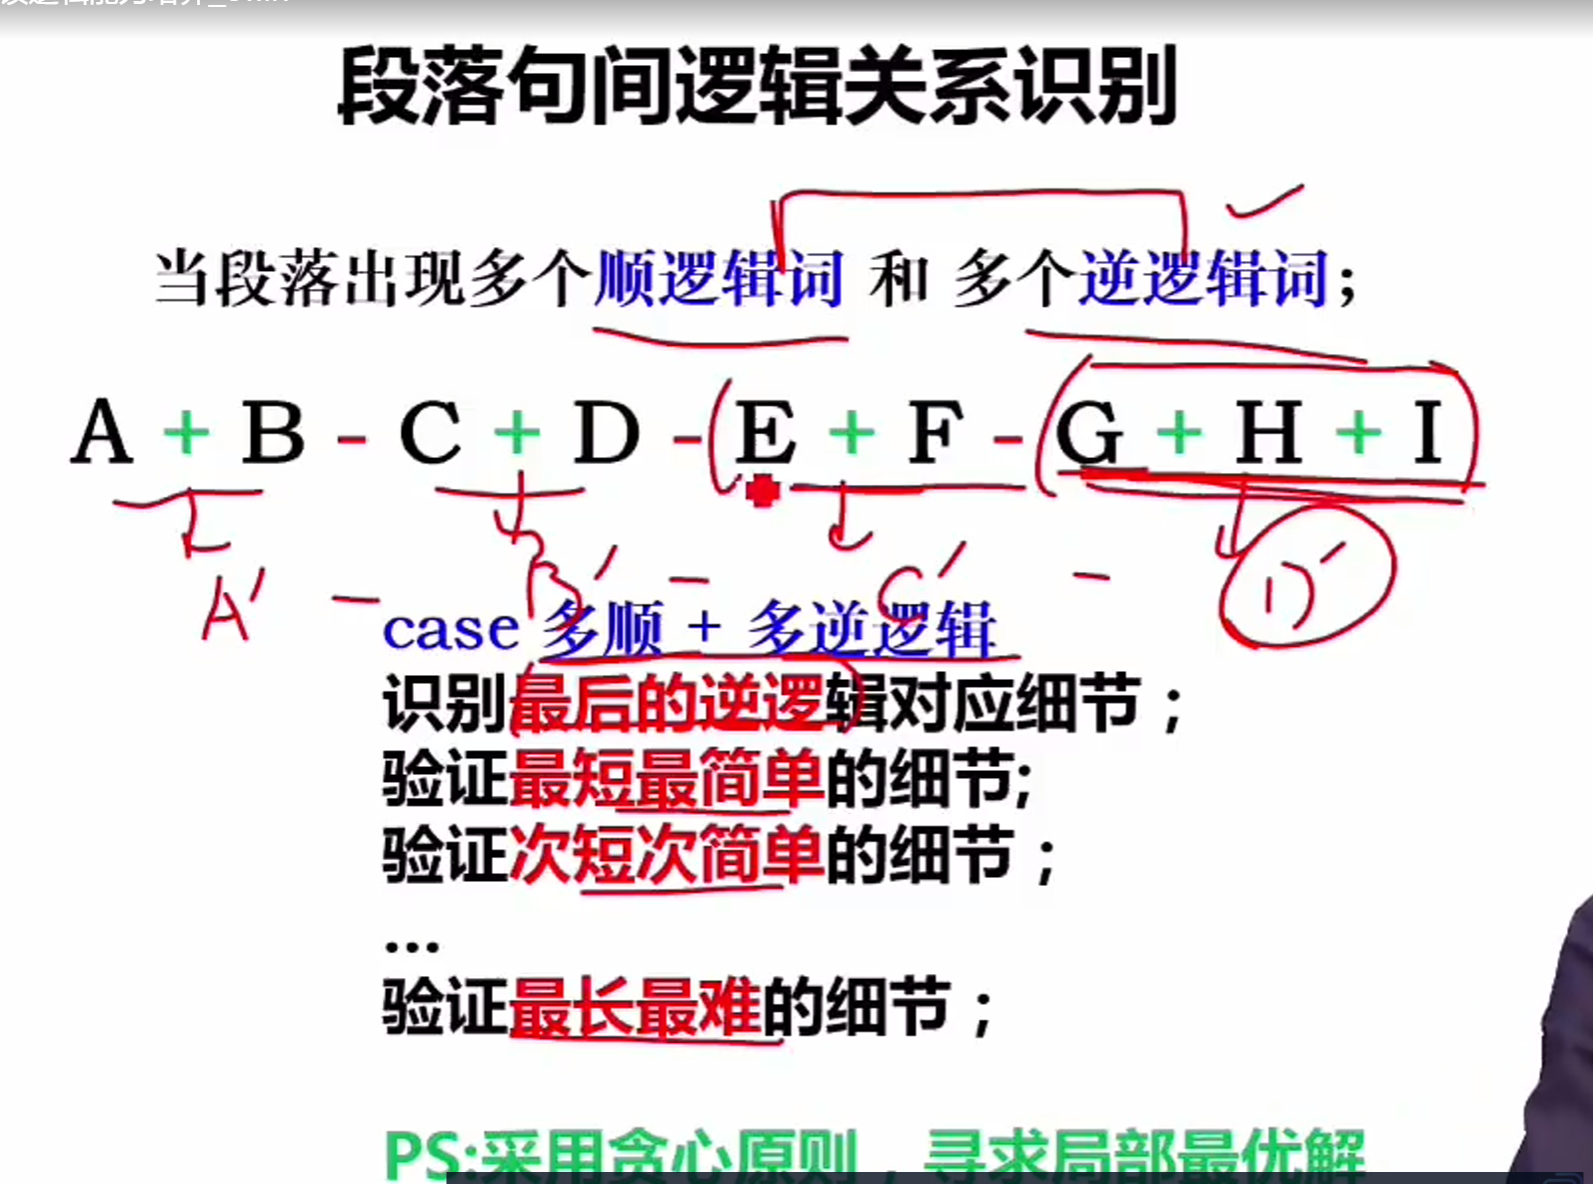 段落句间逻辑关系识别
当段落出现多个顺逻辑词 和 多个逆逻辑词；
A + B - C + D - (E + F - (G + H + I)
A′ - B′ - C′ - D′
case 多顺 + 多逆逻辑
识别最后的逆逻辑对应细节；
验证最短最简单的细节;
验证次短次简单的细节；
...
验证最长最难的细节；
PS:采用贪心原则，寻求局部最优解